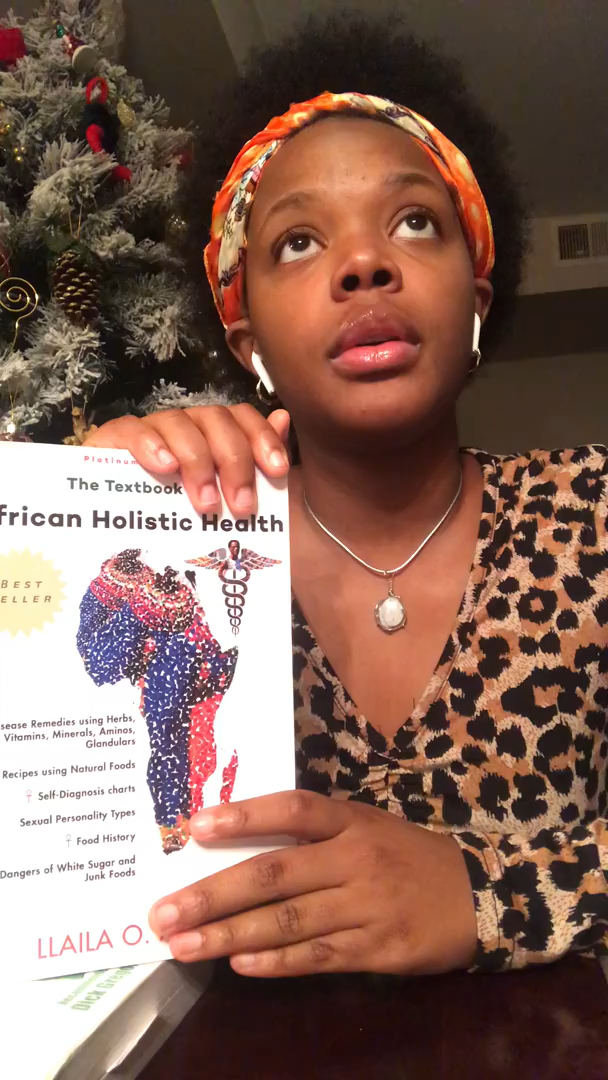 Platinum
The Textbook
frican Holistic Health
BEST
ELLER
sease Remedies using Herbs,
Vitamins, Minerals, Aminos,
Glandulars
Recipes using Natural Foods
Self-Diagnosis charts
Sexual Personality Types
Food History
Dangers of White Sugar and
Junk Foods
LLAILA O.
Dick Greg